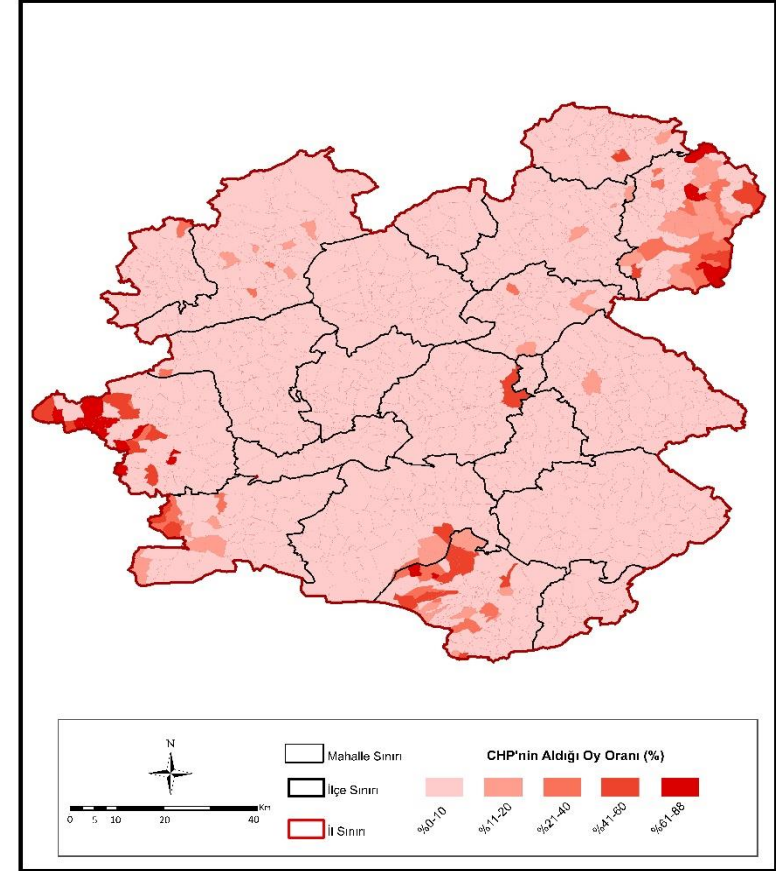 N
Km
0 5 10 20 40
Mahalle Sınırı
İlçe Sınırı
İl Sınırı
CHP'nin Aldığı Oy Oranı (%)
%0-10 %11-20 %21-40 %41-60 %61-88